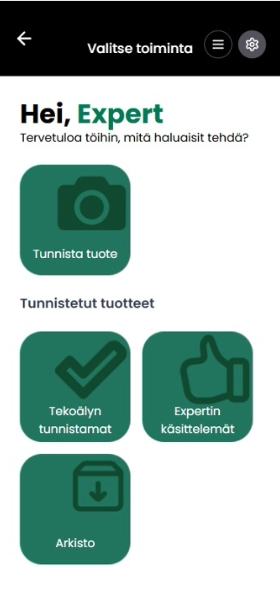 Valitse toiminta
Hei, Expert
Tervetuloa töihin, mitä haluaisit tehdä?
Tunnista tuote
Tunnistetut tuotteet
Tekoälyn
tunnistamat
Expertin
käsittelemät
Arkisto